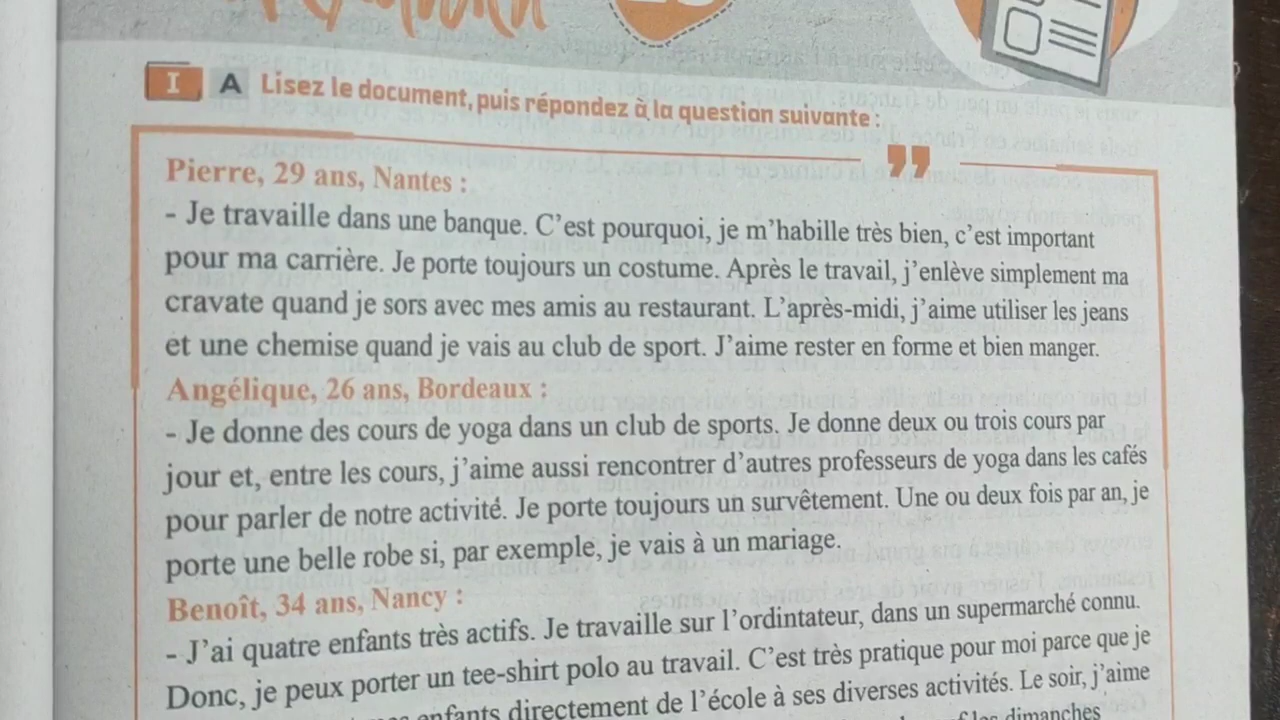 I A Lisez le document, puis répondez à la question suivante :
Pierre, 29 ans, Nantes :
- Je travaille dans une banque. C'est pourquoi, je m'habille très bien, c'est important
pour ma carrière. Je porte toujours un costume. Après le travail, j'enlève simplement ma
cravate quand je sors avec mes amis au restaurant. L'après-midi, j'aime utiliser les jeans
et une chemise quand je vais au club de sport. J'aime rester en forme et bien manger.
Angélique, 26 ans, Bordeaux :
- Je donne des cours de yoga dans un club de sports. Je donne deux ou trois cours par
jour et, entre les cours, j'aime aussi rencontrer d'autres professeurs de yoga dans les cafés
pour parler de notre activité. Je porte toujours un survêtement. Une ou deux fois par an, je
porte une belle robe si, par exemple, je vais à un mariage.
Benoît, 34 ans, Nancy :
- J'ai quatre enfants très actifs. Je travaille sur l'ordintateur, dans un supermarché connu.
Donc, je peux porter un tee-shirt polo au travail. C'est très pratique pour moi parce que je
enfants directement de l'école à ses diverses activités. Le soir, j'aime
les dimanches